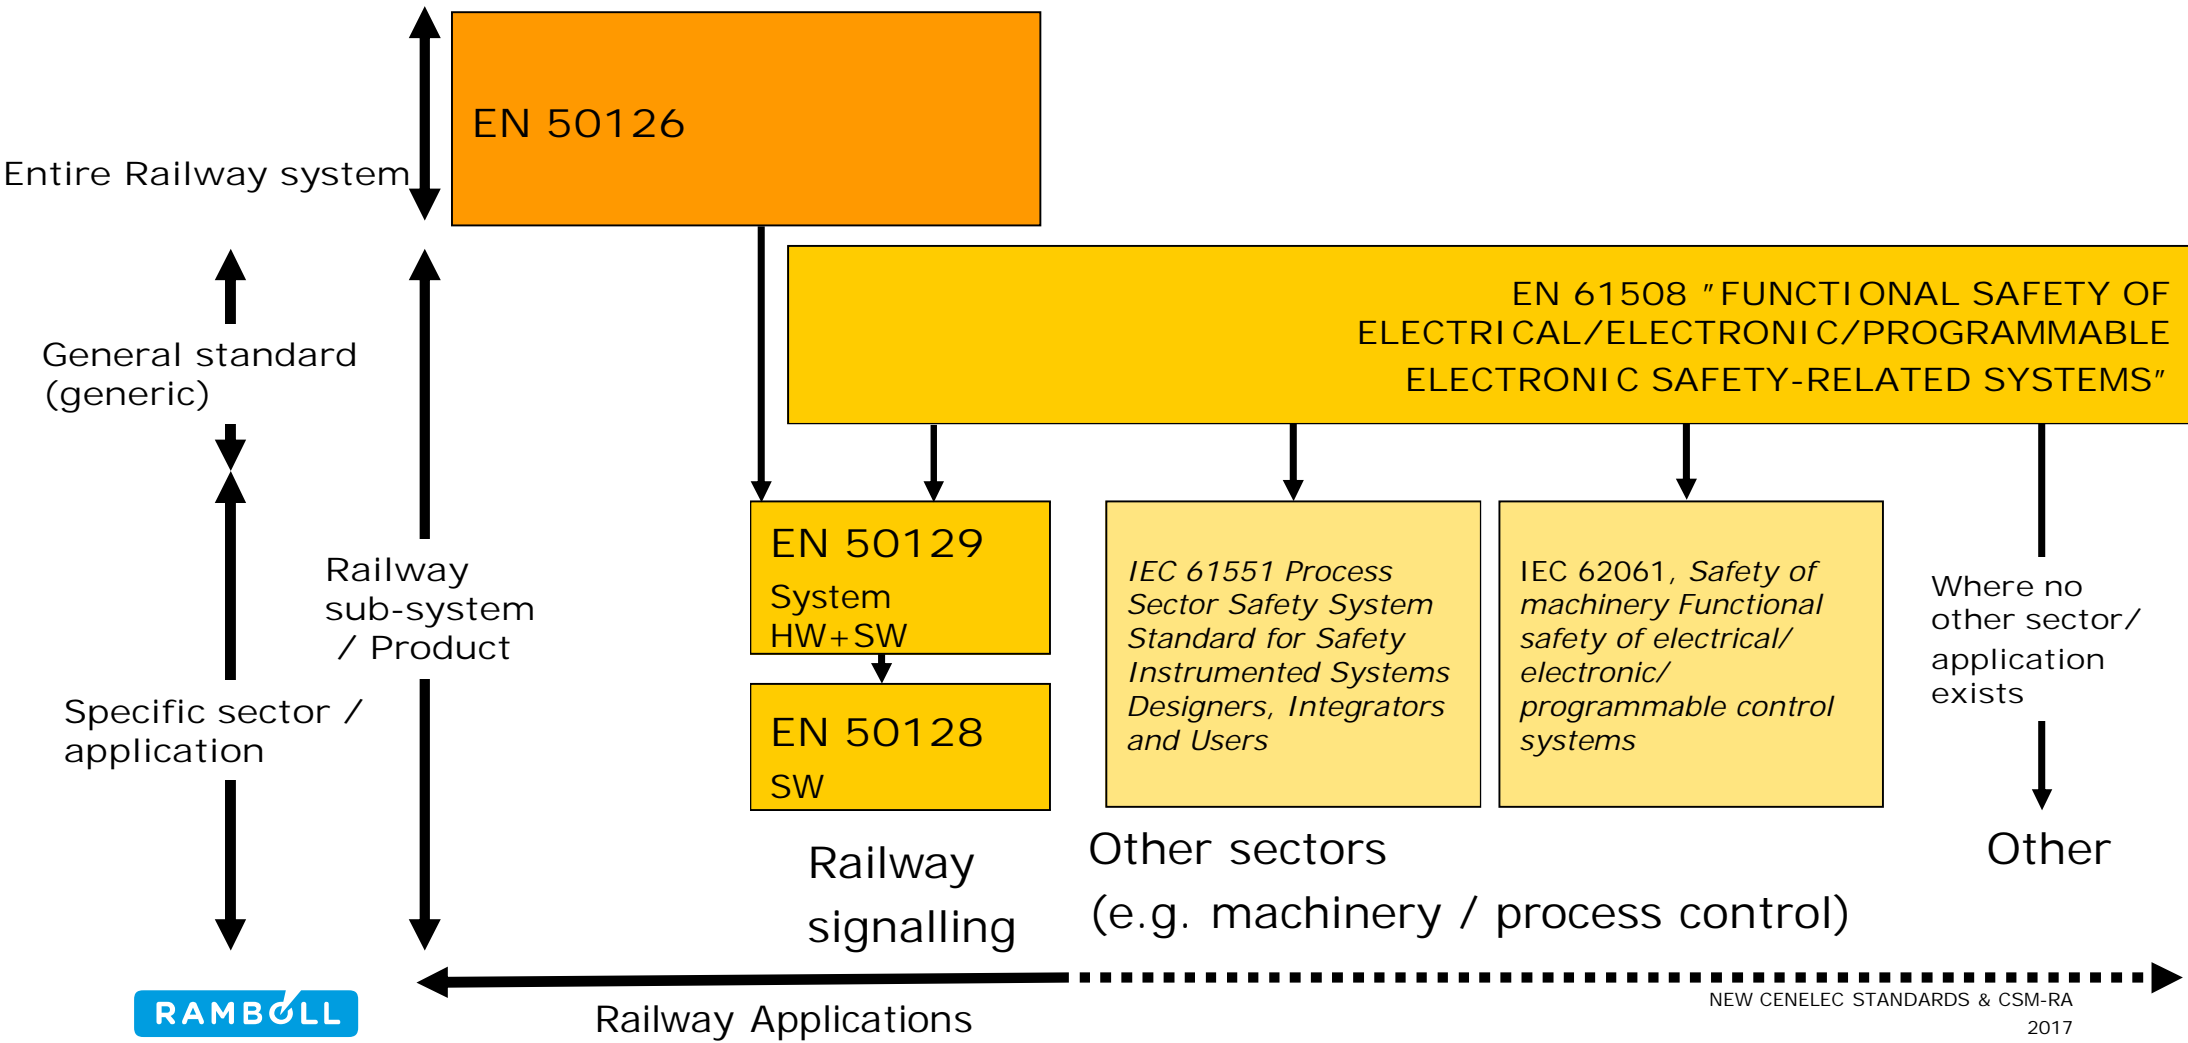 EN 50126
Entire Railway system
EN 61508 "FUNCTIONAL SAFETY OF
ELECTRICAL/ELECTRONIC/PROGRAMMABLE
ELECTRONIC SAFETY-RELATED SYSTEMS"
General standard
(generic)
Railway
sub-system
/ Product
Specific sector /
application
EN 50129
System
HW+SW
EN 50128
SW
IEC 61551 Process
Sector Safety System
Standard for Safety
Instrumented Systems
Designers, Integrators
and Users
IEC 62061, Safety of
machinery Functional
safety of electrical/
electronic/
programmable control
systems
Where no
other sector/
application
exists
Railway
signalling
Other sectors
(e.g. machinery / process control)
Other
Railway Applications
RAMBOLL
NEW CENELEC STANDARDS & CSM-RA
2017